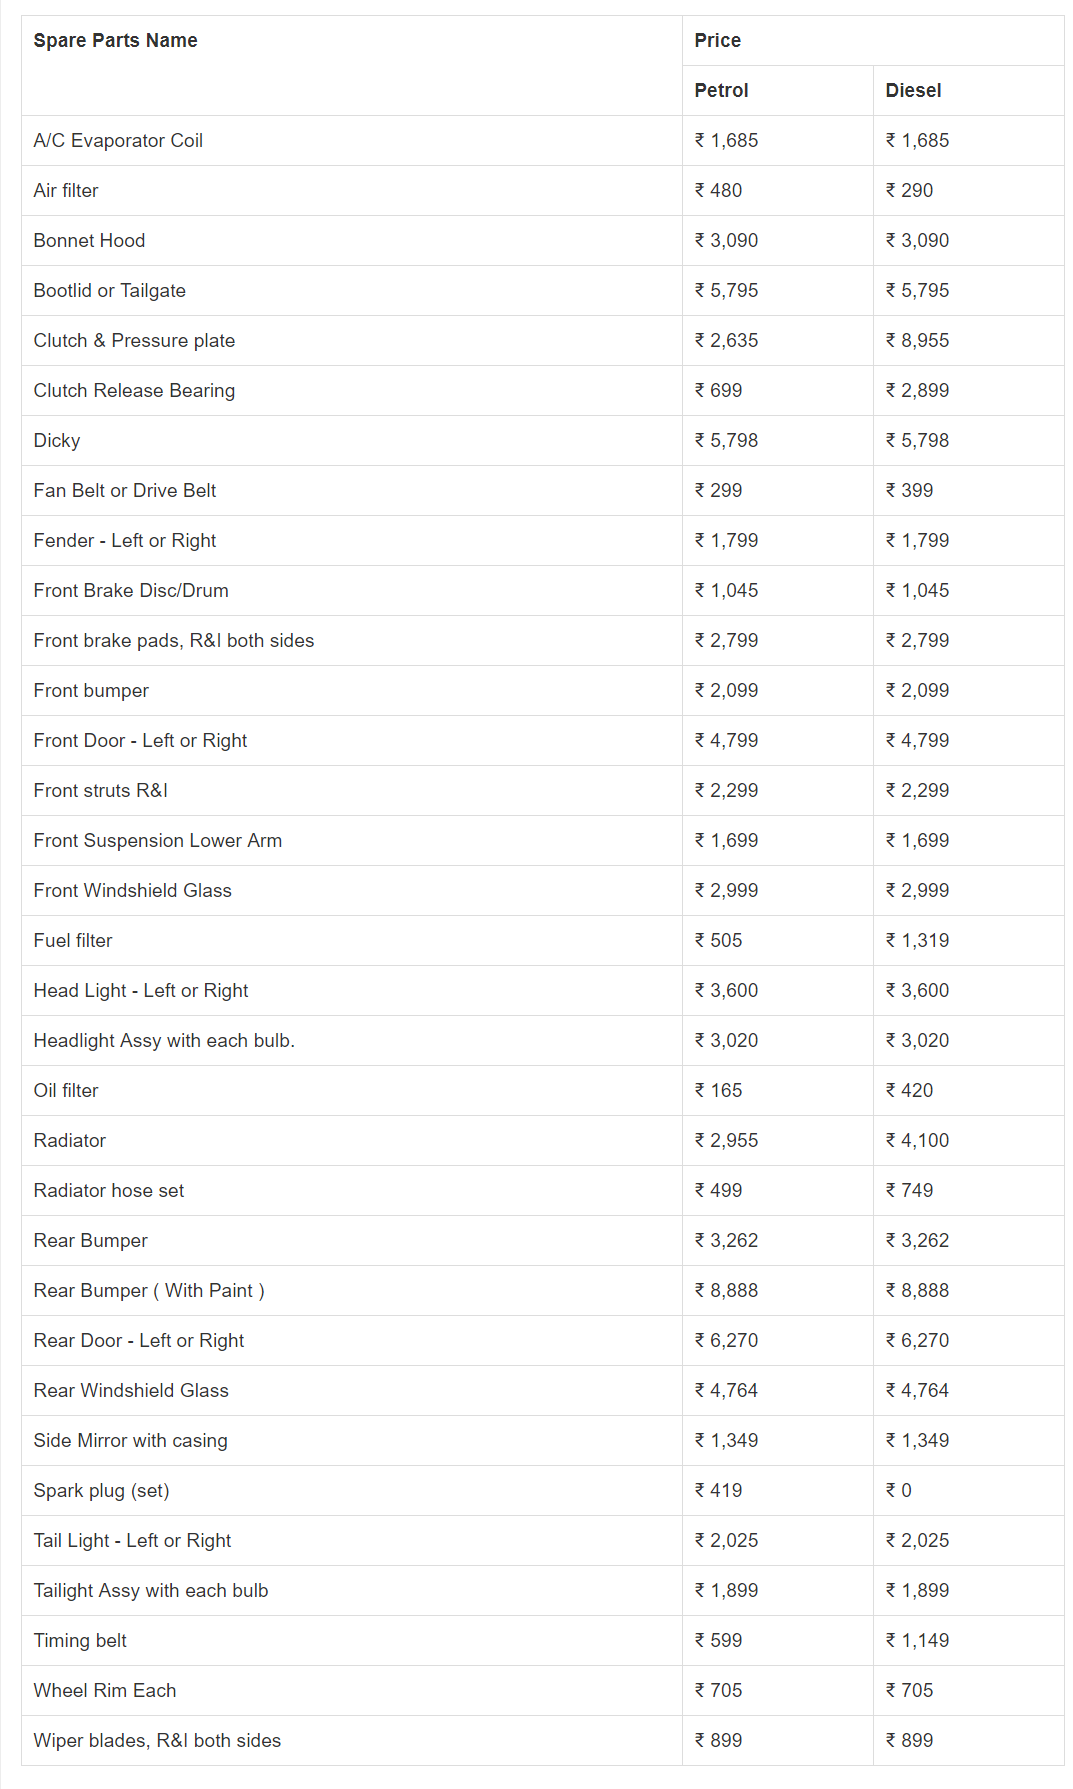 Spare Parts Name Price
Petrol Diesel
A/C Evaporator Coil ₹ 1,685 ₹ 1,685
Air filter ₹ 480 ₹ 290
Bonnet Hood ₹ 3,090 ₹ 3,090
Bootlid or Tailgate ₹ 5,795 ₹ 5,795
Clutch & Pressure plate ₹ 2,635 ₹ 8,955
Clutch Release Bearing ₹ 699 ₹ 2,899
Dicky ₹ 5,798 ₹ 5,798
Fan Belt or Drive Belt ₹ 299 ₹ 399
Fender - Left or Right ₹ 1,799 ₹ 1,799
Front Brake Disc/Drum ₹ 1,045 ₹ 1,045
Front brake pads, R&I both sides ₹ 2,799 ₹ 2,799
Front bumper ₹ 2,099 ₹ 2,099
Front Door - Left or Right ₹ 4,799 ₹ 4,799
Front struts R&I ₹ 2,299 ₹ 2,299
Front Suspension Lower Arm ₹ 1,699 ₹ 1,699
Front Windshield Glass ₹ 2,999 ₹ 2,999
Fuel filter ₹ 505 ₹ 1,319
Head Light - Left or Right ₹ 3,600 ₹ 3,600
Headlight Assy with each bulb. ₹ 3,020 ₹ 3,020
Oil filter ₹ 165 ₹ 420
Radiator ₹ 2,955 ₹ 4,100
Radiator hose set ₹ 499 ₹ 749
Rear Bumper ₹ 3,262 ₹ 3,262
Rear Bumper ( With Paint ) ₹ 8,888 ₹ 8,888
Rear Door - Left or Right ₹ 6,270 ₹ 6,270
Rear Windshield Glass ₹ 4,764 ₹ 4,764
Side Mirror with casing ₹ 1,349 ₹ 1,349
Spark plug (set) ₹ 419 ₹ 0
Tail Light - Left or Right ₹ 2,025 ₹ 2,025
Tailight Assy with each bulb ₹ 1,899 ₹ 1,899
Timing belt ₹ 599 ₹ 1,149
Wheel Rim Each ₹ 705 ₹ 705
Wiper blades, R&I both sides ₹ 899 ₹ 899